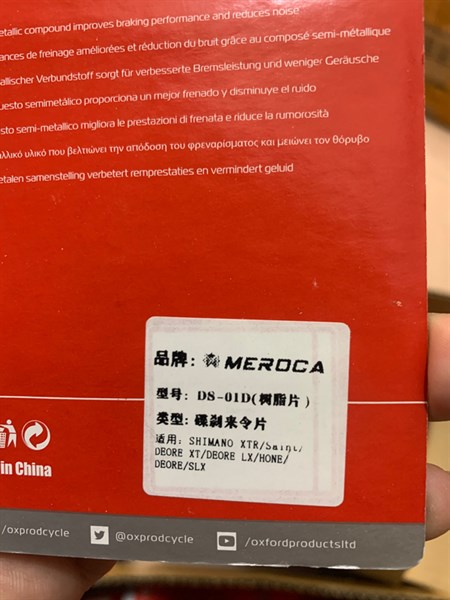 etallic compound improves braking performance and reduces noise
ances de freinage améliorées et réduction du bruit grâce au composé semi-métallique
allischer Verbundstoff sorgt für verbesserte Bremsleistung und weniger Geräusche
uesto semimetálico proporciona un mejor frenado y disminuye el ruido
sto semi-metallico migliora le prestazioni di frenata e riduce la rumorosità
αλλικό υλικό που βελτιώνει την απόδοση του φρεναρίσματος και μειώνει τον θόρυβο
etalen samenstelling verbetert remprestaties en vermindert geluid
品牌: MEROCA
型号: DS-01D(树脂片)
类型: 碟刹来令片
适用: SHIMANO XTR/Saint/
DEORE XT/DEORE LX/HONE/
DEORE/SLX
in China
/oxprodcycle @oxprodcycle /oxfordproductsltd